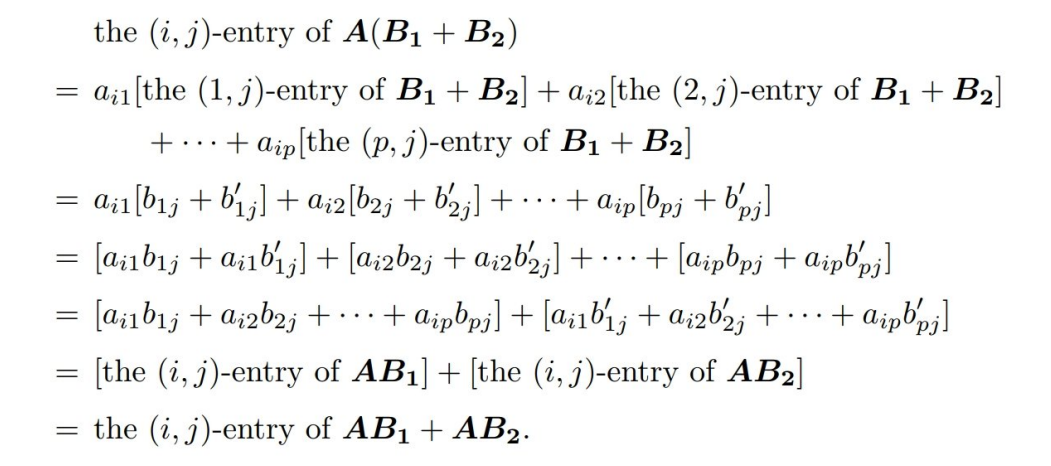 the (i, j)-entry of A(B₁ + B₂)
= aᵢ₁[the (1, j)-entry of B₁ + B₂] + aᵢ₂[the (2, j)-entry of B₁ + B₂]
+ ⋯ + aᵢₚ[the (p, j)-entry of B₁ + B₂]
= aᵢ₁[b₁ⱼ + b′₁ⱼ] + aᵢ₂[b₂ⱼ + b′₂ⱼ] + ⋯ + aᵢₚ[bₚⱼ + b′ₚⱼ]
= [aᵢ₁b₁ⱼ + aᵢ₁b′₁ⱼ] + [aᵢ₂b₂ⱼ + aᵢ₂b′₂ⱼ] + ⋯ + [aᵢₚbₚⱼ + aᵢₚb′ₚⱼ]
= [aᵢ₁b₁ⱼ + aᵢ₂b₂ⱼ + ⋯ + aᵢₚbₚⱼ] + [aᵢ₁b′₁ⱼ + aᵢ₂b′₂ⱼ + ⋯ + aᵢₚb′ₚⱼ]
= [the (i, j)-entry of AB₁] + [the (i, j)-entry of AB₂]
= the (i, j)-entry of AB₁ + AB₂.